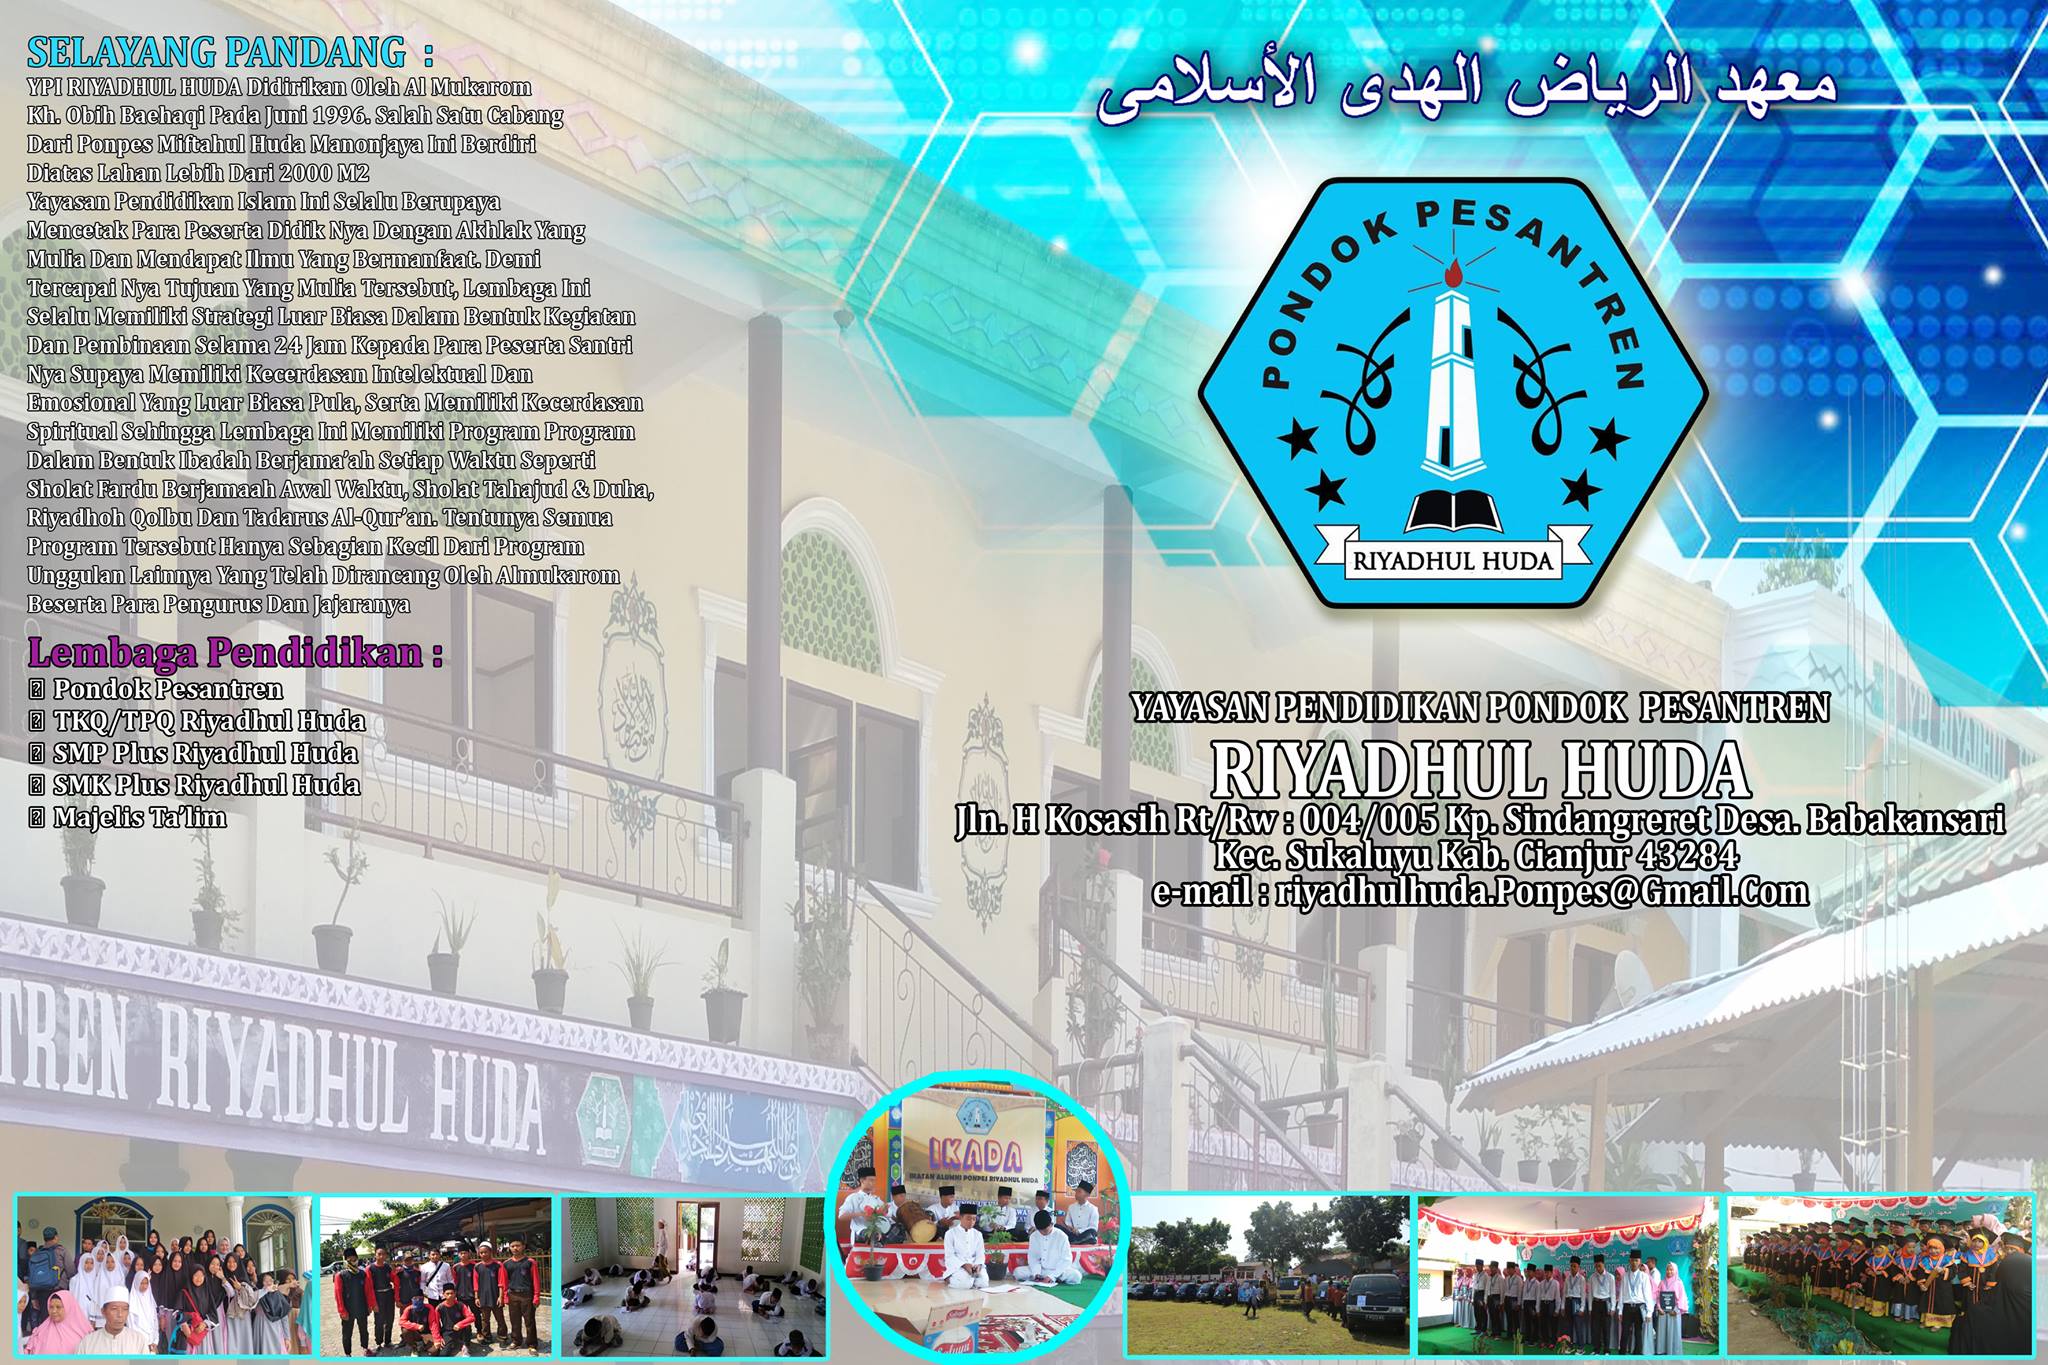 SELAYANG PANDANG :
YPI RIYADHUL HUDA Didirikan Oleh Al Mukarom
Kh. Obih Baehaqi Pada Juni 1996. Salah Satu Cabang
Dari Ponpes Miftahul Huda Manonjaya Ini Berdiri
Diatas Lahan Lebih Dari 2000 M2
Yayasan Pendidikan Islam Ini Selalu Berupaya
Mencetak Para Peserta Didik Nya Dengan Akhlak Yang
Mulia Dan Mendapat Ilmu Yang Bermanfaat. Demi
Tercapai Nya Tujuan Yang Mulia Tersebut, Lembaga Ini
Selalu Memiliki Strategi Luar Biasa Dalam Bentuk Kegiatan
Dan Pembinaan Selama 24 Jam Kepada Para Peserta Santri
Nya Supaya Memiliki Kecerdasan Intelektual Dan
Emosional Yang Luar Biasa Pula, Serta Memiliki Kecerdasan
Spiritual Sehingga Lembaga Ini Memiliki Program Program
Dalam Bentuk Ibadah Berjama'ah Setiap Waktu Seperti
Sholat Fardu Berjamaah Awal Waktu, Sholat Tahajud & Duha,
Riyadhoh Qolbu Dan Tadarus Al-Qur'an. Tentunya Semua
Program Tersebut Hanya Sebagian Kecil Dari Program
Unggulan Lainnya Yang Telah Dirancang Oleh Almukarom
Beserta Para Pengurus Dan Jajaranya
Lembaga Pendidikan :
Pondok Pesantren
TKQ/TPQ Riyadhul Huda
SMP Plus Riyadhul Huda
SMK Plus Riyadhul Huda
Majelis Ta'lim
معهد الرياض الهدى الأسلامى
PONDOK PESANTREN
RIYADHUL HUDA
YAYASAN PENDIDIKAN PONDOK PESANTREN
RIYADHUL HUDA
Jln. H Kosasih Rt/Rw : 004/005 Kp. Sindangreret Desa. Babakansari
Kec. Sukaluyu Kab. Cianjur 43284
e-mail : riyadhulhuda.Ponpes@Gmail.Com
TREN RIYADHUL HUDA
IKADA
IKATAN ALUMNI PONPES RIYADHUL HUDA
معهد الرياض الهدى الأسلامى